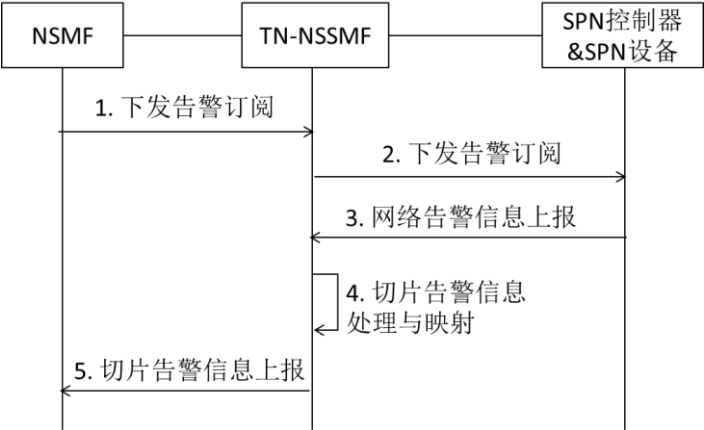 NSMF
TN-NSSMF
SPN控制器
&SPN设备
1. 下发告警订阅
2. 下发告警订阅
3. 网络告警信息上报
4. 切片告警信息
处理与映射
5. 切片告警信息上报